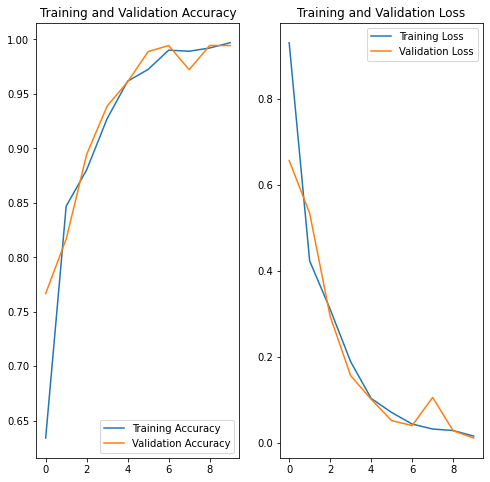 Training and Validation Accuracy
1.00
0.95
0.90
0.85
0.80
0.75
0.70
0.65
Training Accuracy
Validation Accuracy
0 2 4 6 8
Training and Validation Loss
Training Loss
Validation Loss
0.8
0.6
0.4
0.2
0.0
0 2 4 6 8